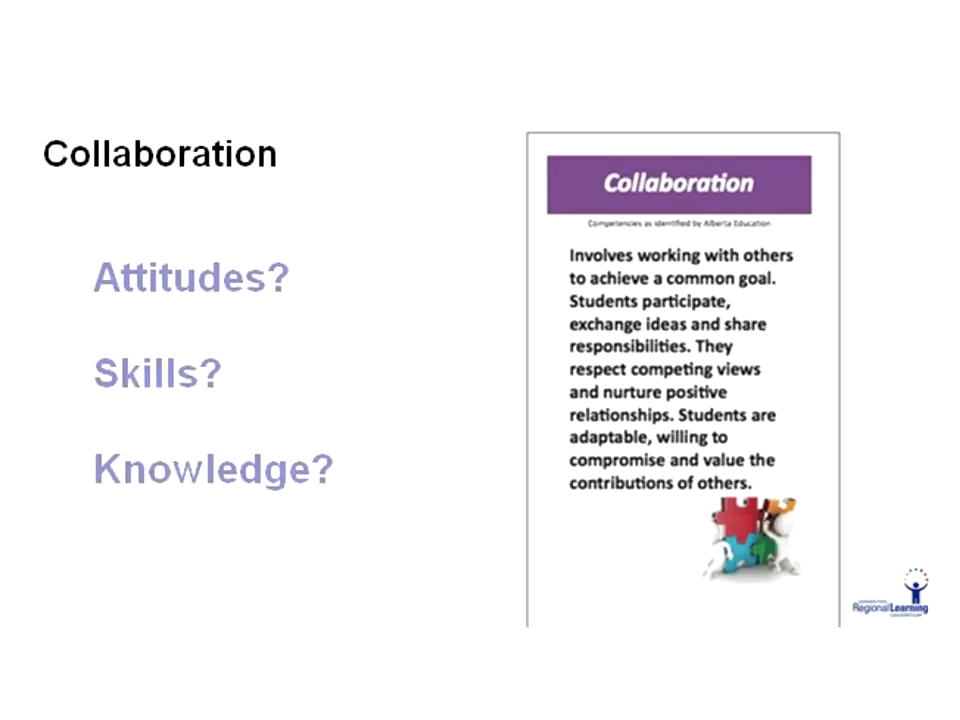 Collaboration
Attitudes?
Skills?
Knowledge?
Collaboration
Competencies as identified by Alberta Education
Involves working with others
to achieve a common goal.
Students participate,
exchange ideas and share
responsibilities. They
respect competing views
and nurture positive
relationships. Students are
adaptable, willing to
compromise and value the
contributions of others.
RegionalLearning